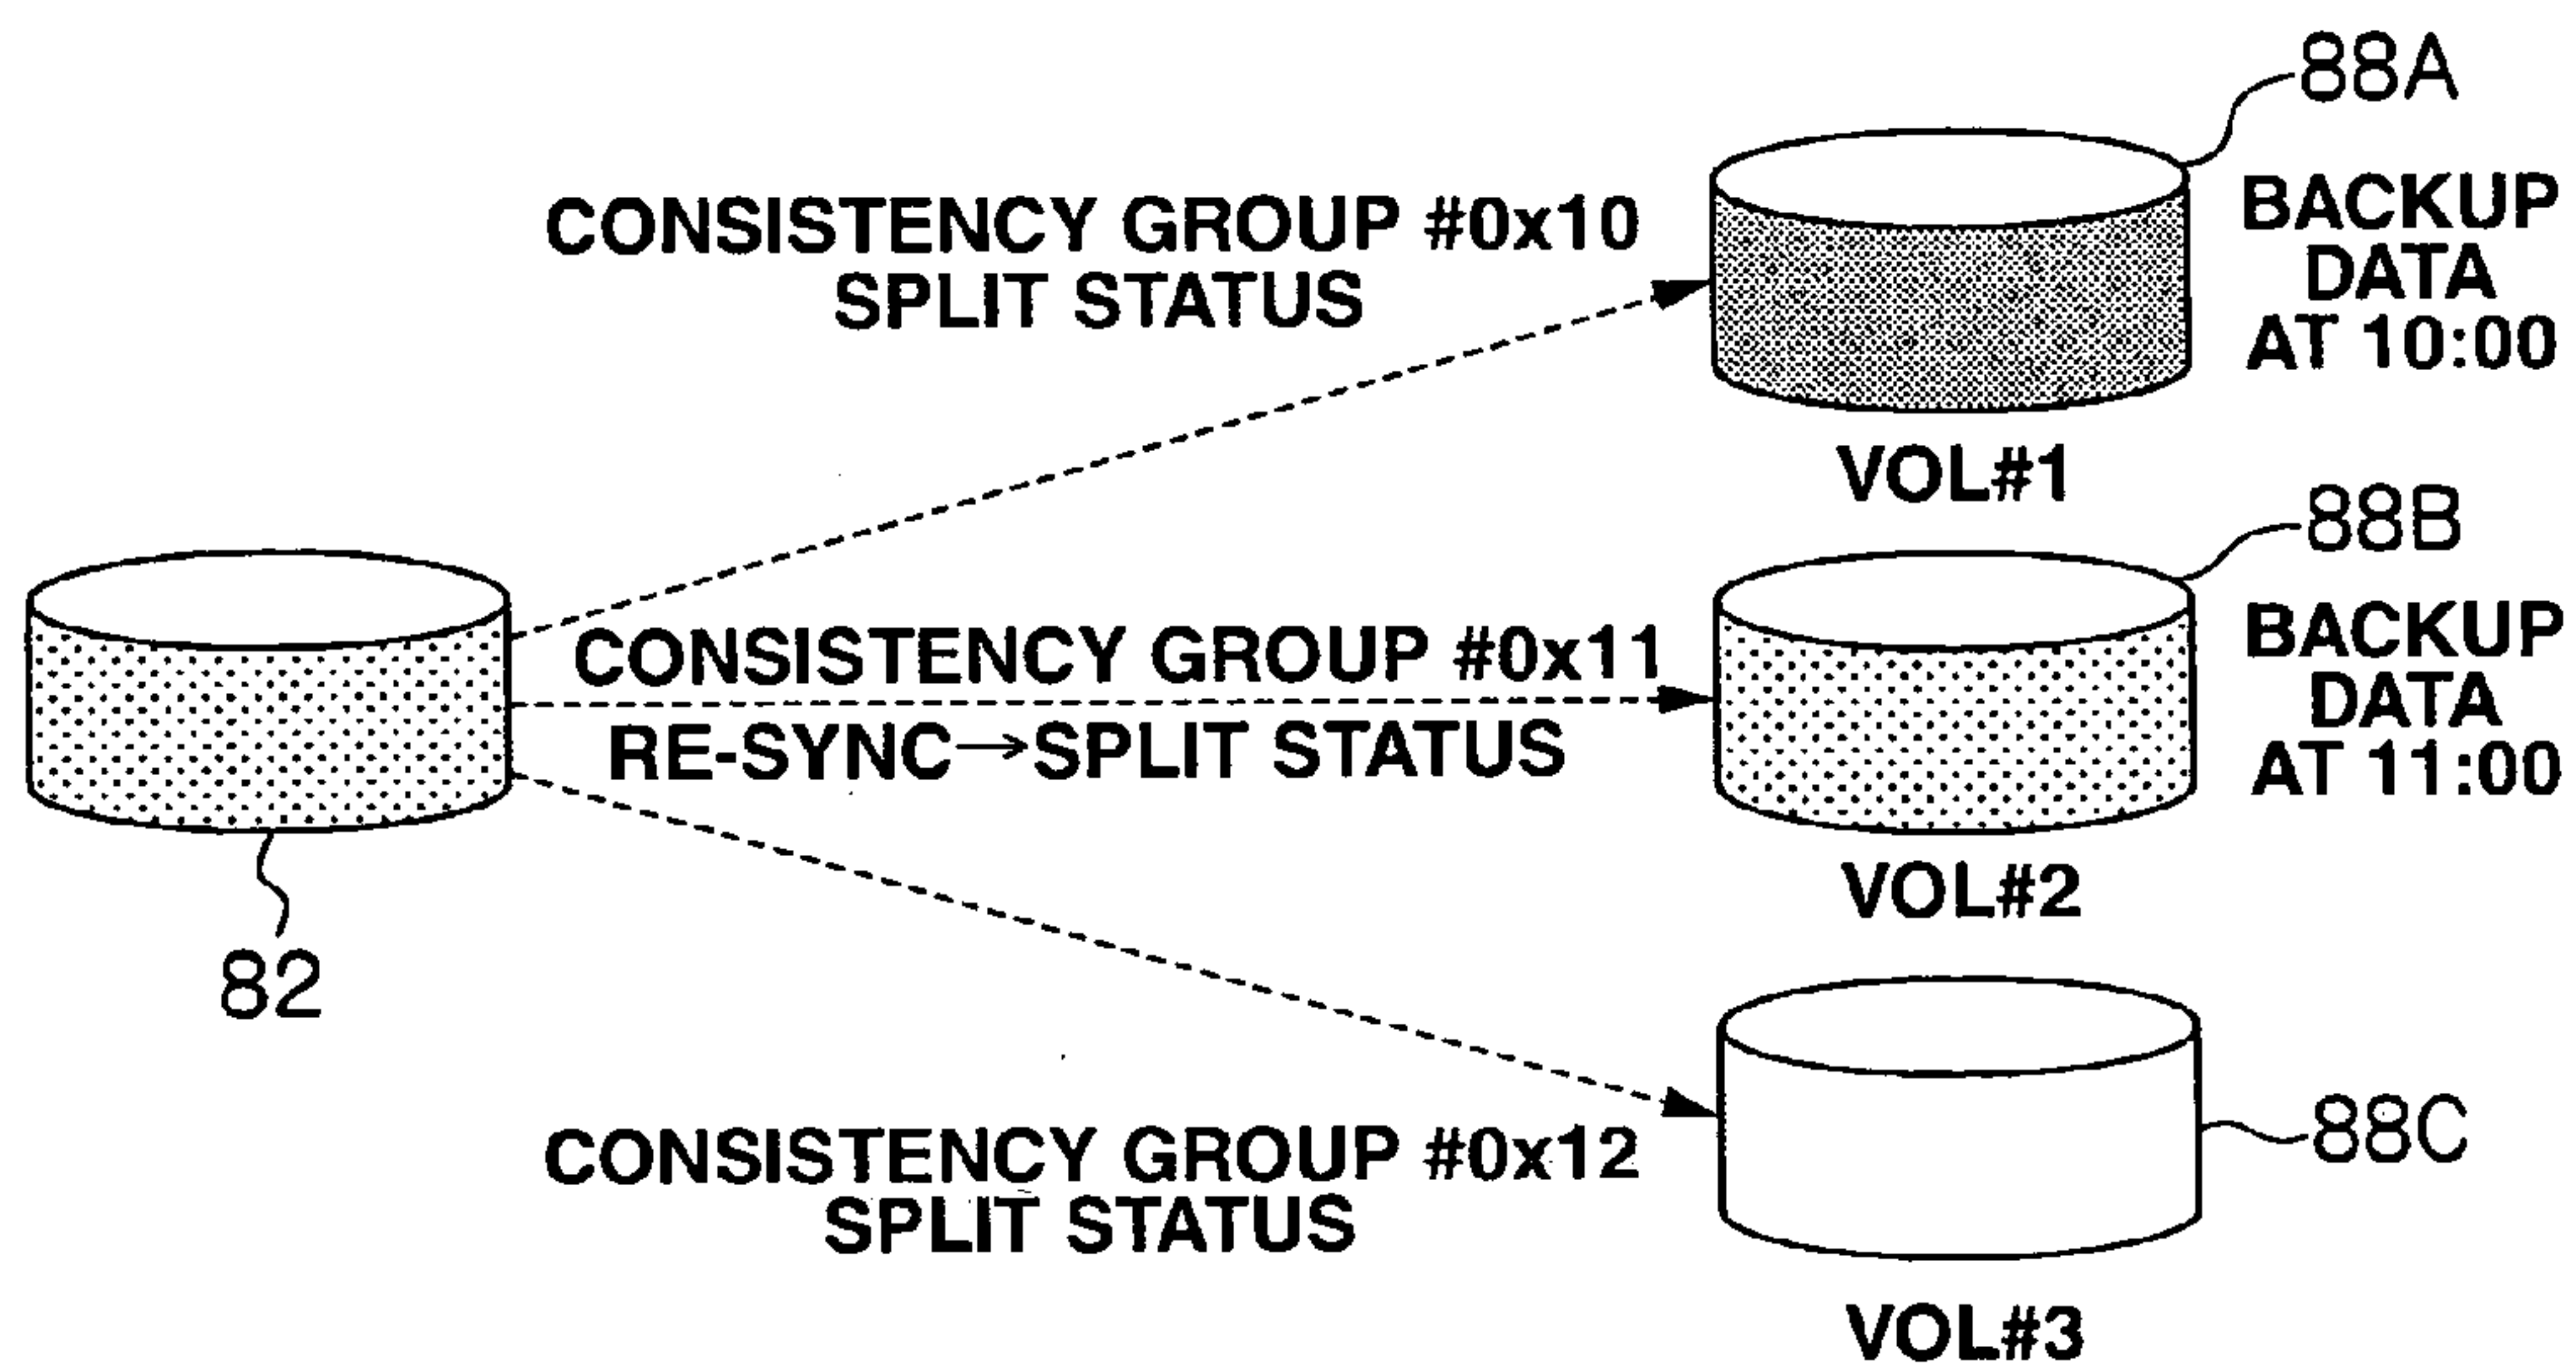 88A
CONSISTENCY GROUP #0x10
SPLIT STATUS
BACKUP
DATA
AT 10:00
VOL#1
88B
CONSISTENCY GROUP #0x11
RE-SYNC→SPLIT STATUS
BACKUP
DATA
AT 11:00
VOL#2
82
CONSISTENCY GROUP #0x12
SPLIT STATUS
88C
VOL#3